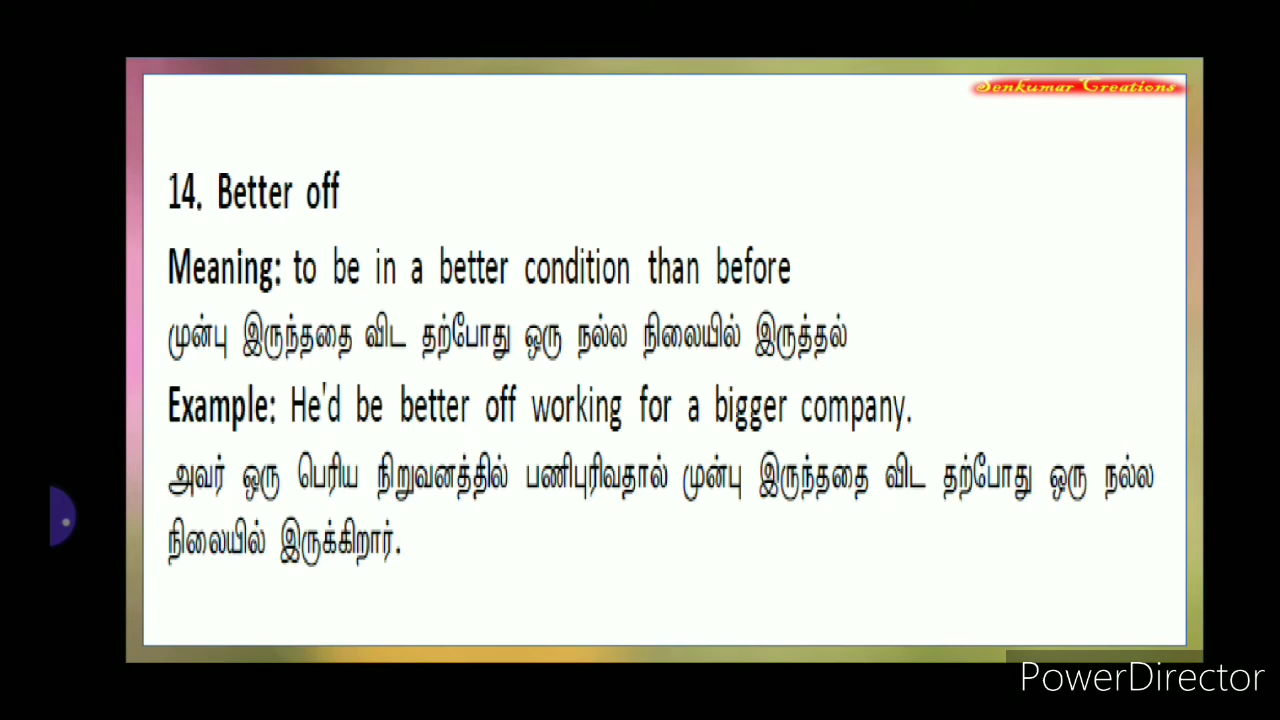 Senkumar Creations
14. Better off
Meaning: to be in a better condition than before
முன்பு இருந்ததை விட தற்போது ஒரு நல்ல நிலையில் இருத்தல்
Example: He'd be better off working for a bigger company.
அவர் ஒரு பெரிய நிறுவனத்தில் பணிபுரிவதால் முன்பு இருந்ததை விட தற்போது ஒரு நல்ல
நிலையில் இருக்கிறார்.
PowerDirector